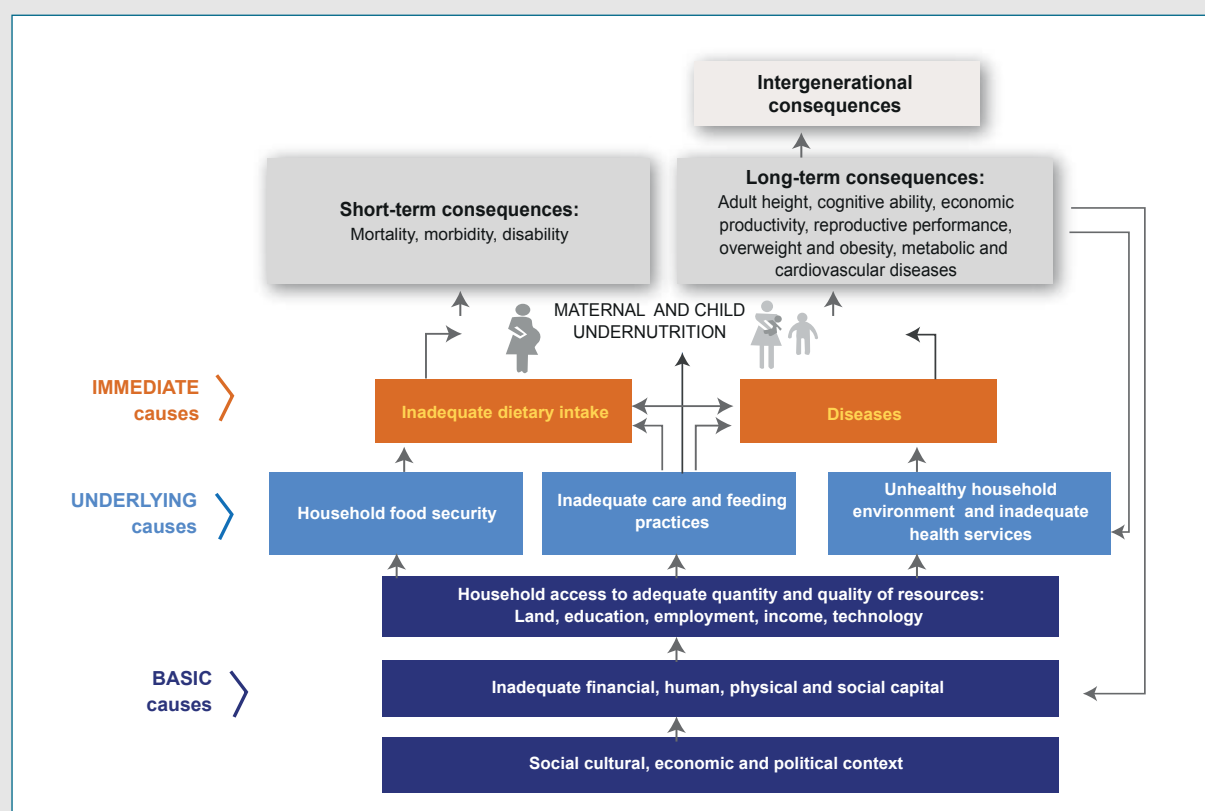 Intergenerational
consequences
Short-term consequences:
Mortality, morbidity, disability
Long-term consequences:
Adult height, cognitive ability, economic
productivity, reproductive performance,
overweight and obesity, metabolic and
cardiovascular diseases
MATERNAL AND CHILD
UNDERNUTRITION
IMMEDIATE
causes
Inadequate dietary intake
Diseases
UNDERLYING
causes
Household food security
Inadequate care and feeding
practices
Unhealthy household
environment and inadequate
health services
Household access to adequate quantity and quality of resources:
Land, education, employment, income, technology
BASIC
causes
Inadequate financial, human, physical and social capital
Social cultural, economic and political context